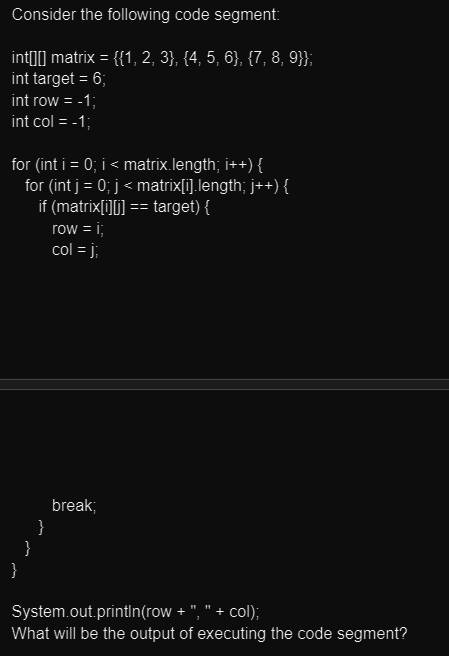 Consider the following code segment:
int[][] matrix = {{1, 2, 3}, {4, 5, 6}, {7, 8, 9}};
int target = 6;
int row = -1;
int col = -1;
for (int i = 0; i < matrix.length; i++) {
for (int j = 0; j < matrix[i].length; j++) {
if (matrix[i][j] == target) {
row = i;
col = j;
break;
}
}
}
System.out.println(row + ", " + col);
What will be the output of executing the code segment?